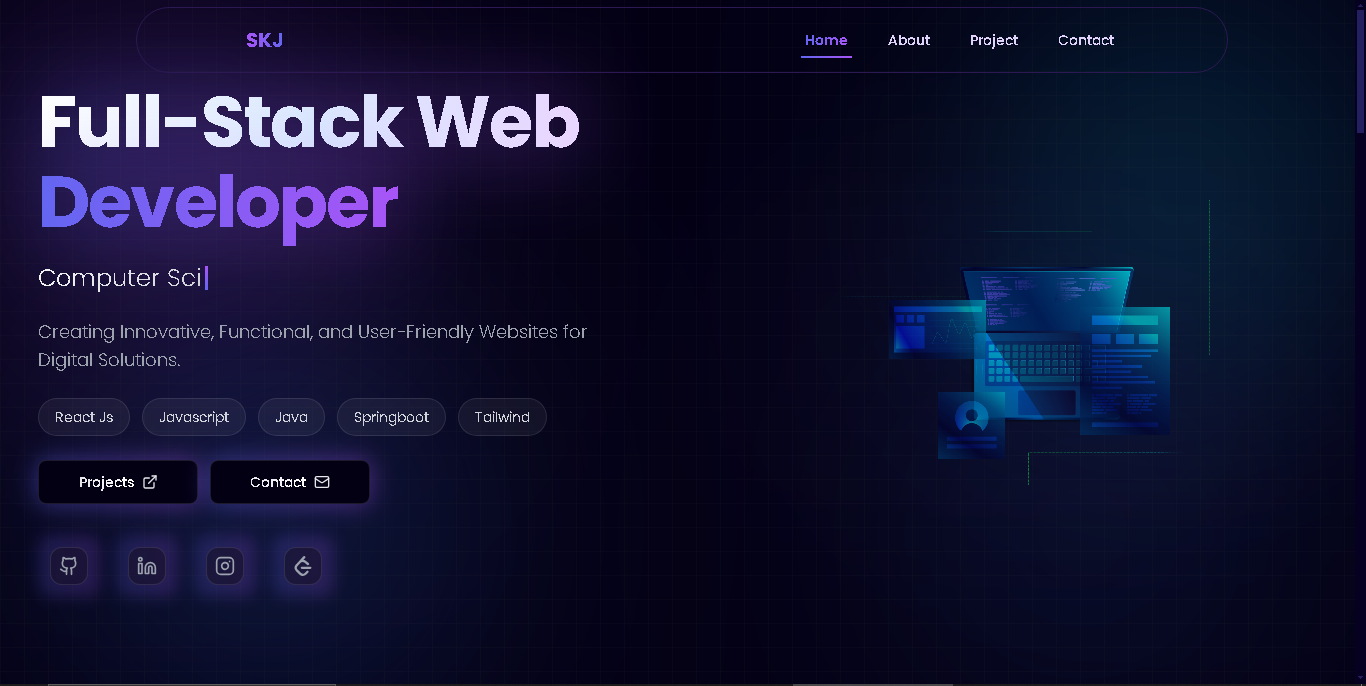 SKJ
Home About Project Contact
Full-Stack Web
Developer
Computer Sci
Creating Innovative, Functional, and User-Friendly Websites for
Digital Solutions.
React Js Javascript Java Springboot Tailwind
Projects Contact